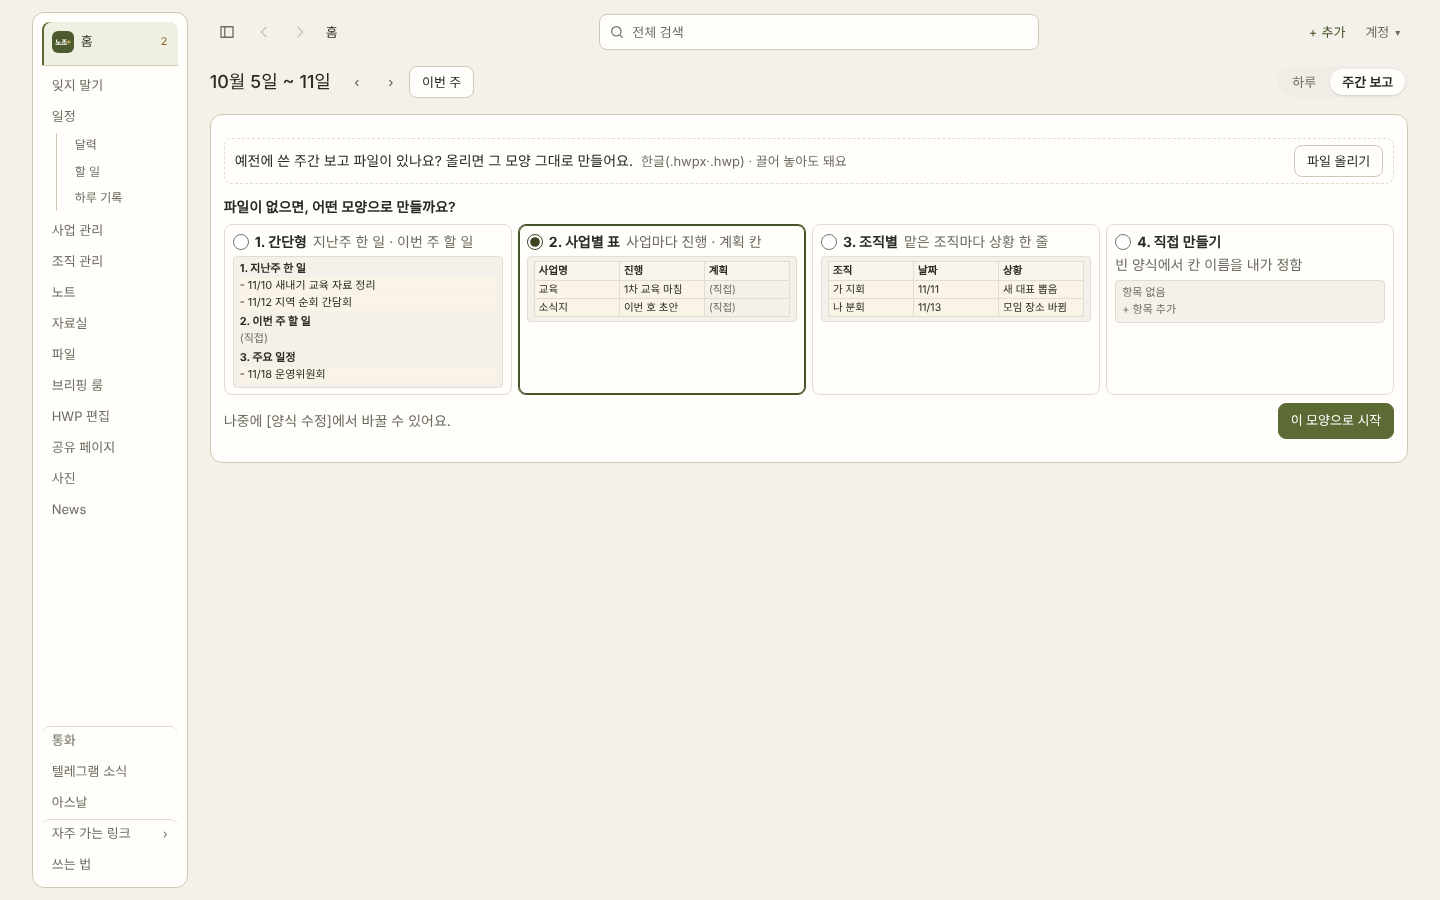 노조+ 홈 2
잊지 말기
일정
달력
할 일
하루 기록
사업 관리
조직 관리
노트
자료실
파일
브리핑 룸
HWP 편집
공유 페이지
사진
News
통화
텔레그램 소식
아스날
자주 가는 링크 ›
쓰는 법
홈
전체 검색
+ 추가 계정 ▾
10월 5일 ~ 11일 ‹ › 이번 주
하루 주간 보고
예전에 쓴 주간 보고 파일이 있나요? 올리면 그 모양 그대로 만들어요. 한글(.hwpx·.hwp) · 끌어 놓아도 돼요 파일 올리기
파일이 없으면, 어떤 모양으로 만들까요?
1. 간단형 지난주 한 일 · 이번 주 할 일
1. 지난주 한 일
- 11/10 새내기 교육 자료 정리
- 11/12 지역 순회 간담회
2. 이번 주 할 일
(직접)
3. 주요 일정
- 11/18 운영위원회
2. 사업별 표 사업마다 진행 · 계획 칸
사업명 진행 계획
교육 1차 교육 마침 (직접)
소식지 이번 호 초안 (직접)
3. 조직별 맡은 조직마다 상황 한 줄
조직 날짜 상황
가 지회 11/11 새 대표 뽑음
나 분회 11/13 모임 장소 바뀜
4. 직접 만들기
빈 양식에서 칸 이름을 내가 정함
항목 없음
+ 항목 추가
나중에 [양식 수정]에서 바꿀 수 있어요. 이 모양으로 시작